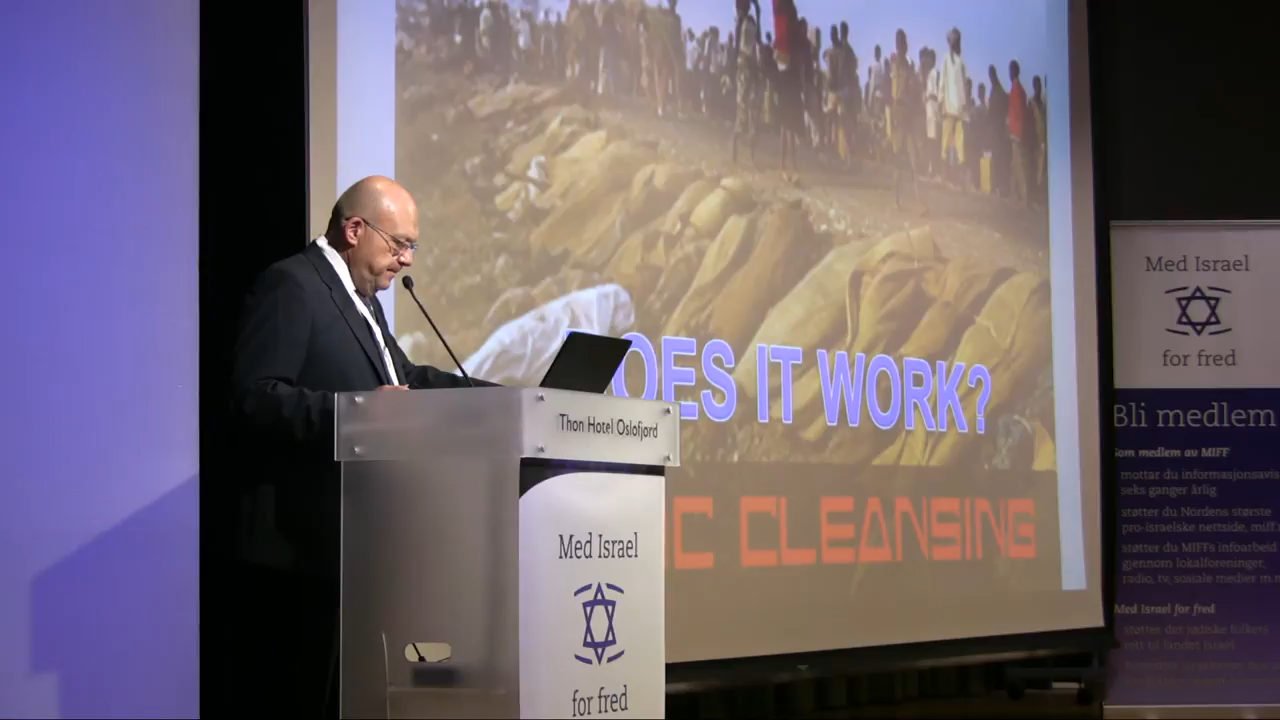 OES IT WORK?
IC CLEANSING
Thon Hotel Oslofjord
Med Israel
for fred
Med Israel
for fred
Bli medlem
Som medlem av MIFF
mottar du informasjonsavis
seks ganger årlig
støtter du Nordens største
pro-israelske nettside, miff
støtter du MIFFs infoarbeid
gjennom lokalforeninger,
radio, tv, sosiale medier m.m
Med Israel for fred
støtter det jødiske folkets
rett til landet Israel